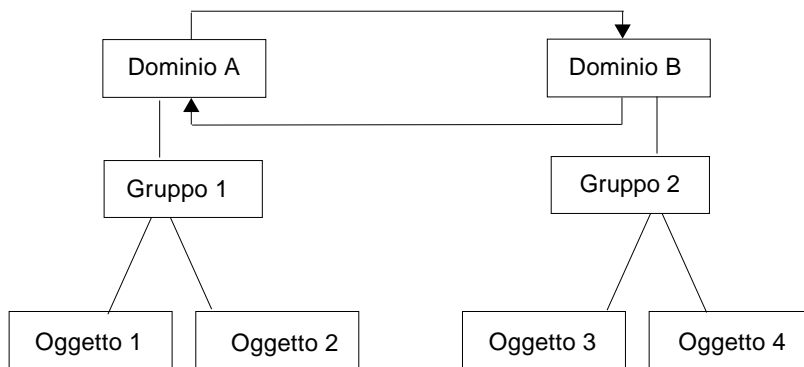 Dominio A
Dominio B
Gruppo 1
Gruppo 2
Oggetto 1
Oggetto 2
Oggetto 3
Oggetto 4